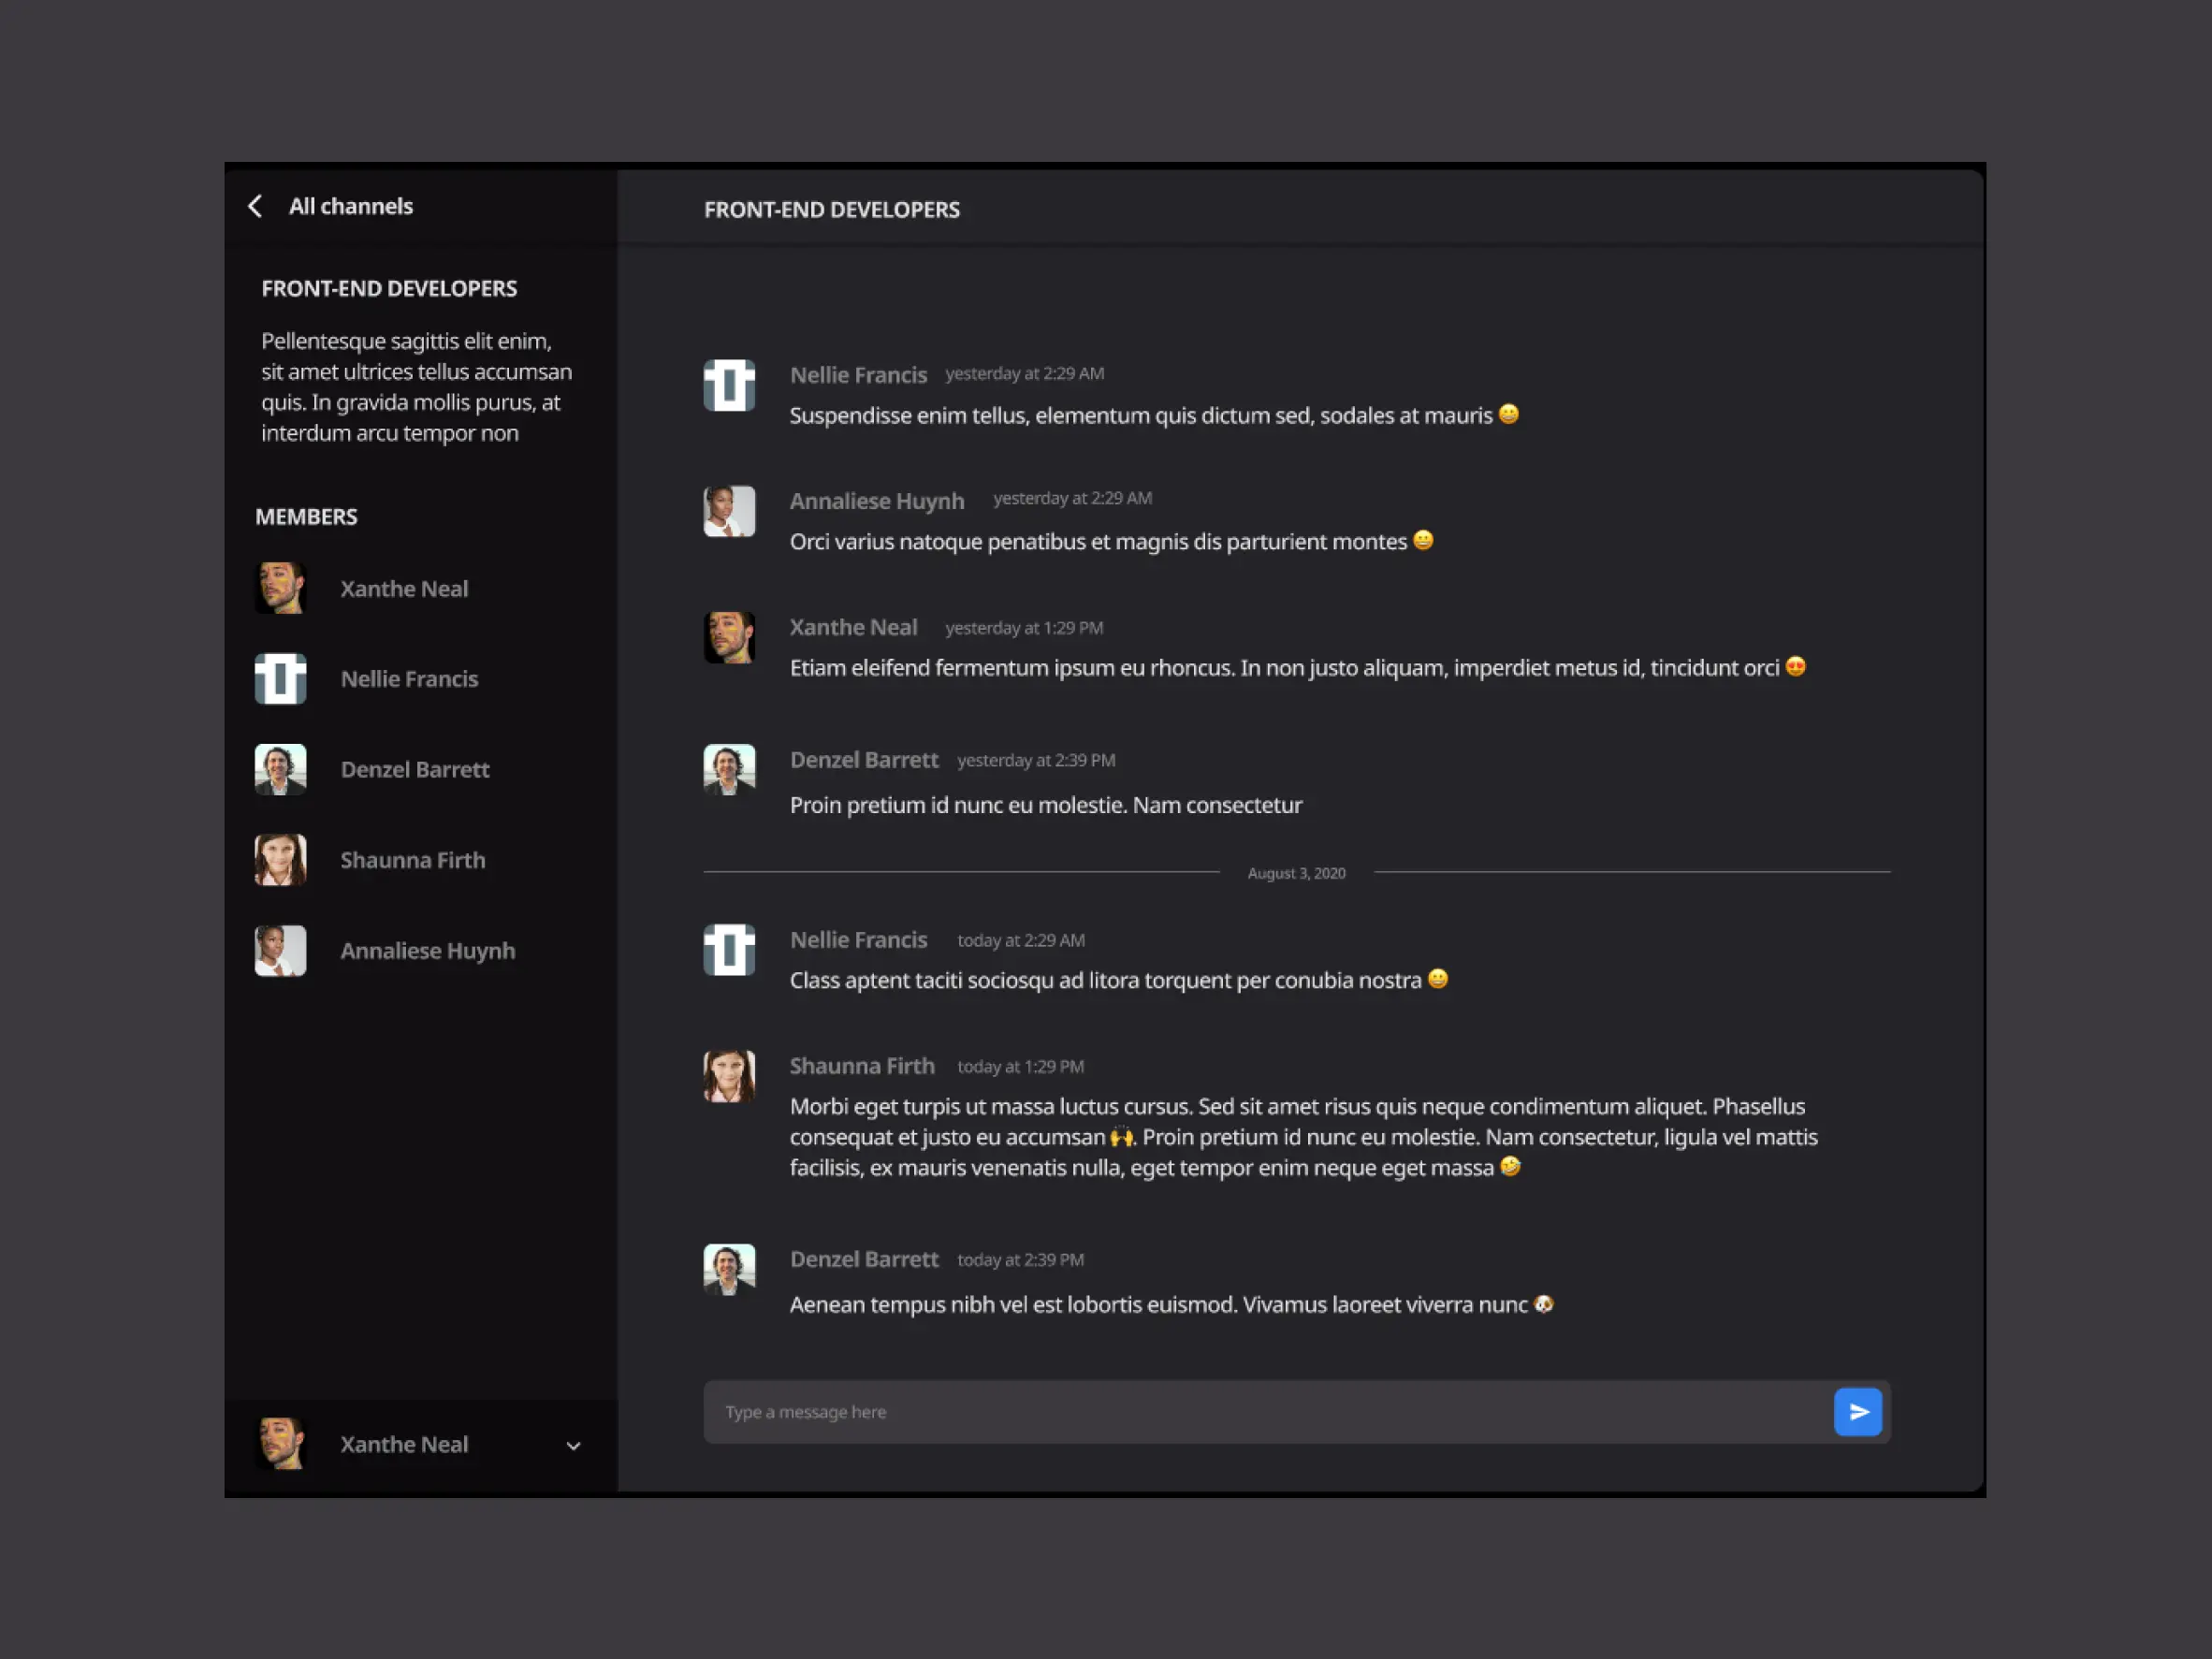 All channels
FRONT-END DEVELOPERS
Pellentesque sagittis elit enim,
sit amet ultrices tellus accumsan
quis. In gravida mollis purus, at
interdum arcu tempor non
MEMBERS
Xanthe Neal
Nellie Francis
Denzel Barrett
Shaunna Firth
Annaliese Huynh
Xanthe Neal
FRONT-END DEVELOPERS
Nellie Francis yesterday at 2:29 AM
Suspendisse enim tellus, elementum quis dictum sed, sodales at mauris 😀
Annaliese Huynh yesterday at 2:29 AM
Orci varius natoque penatibus et magnis dis parturient montes 😀
Xanthe Neal yesterday at 1:29 PM
Etiam eleifend fermentum ipsum eu rhoncus. In non justo aliquam, imperdiet metus id, tincidunt orci 😍
Denzel Barrett yesterday at 2:39 PM
Proin pretium id nunc eu molestie. Nam consectetur
August 3, 2020
Nellie Francis today at 2:29 AM
Class aptent taciti sociosqu ad litora torquent per conubia nostra 😀
Shaunna Firth today at 1:29 PM
Morbi eget turpis ut massa luctus cursus. Sed sit amet risus quis neque condimentum aliquet. Phasellus
consequat et justo eu accumsan 🙌. Proin pretium id nunc eu molestie. Nam consectetur, ligula vel mattis
facilisis, ex mauris venenatis nulla, eget tempor enim neque eget massa 🤣
Denzel Barrett today at 2:39 PM
Aenean tempus nibh vel est lobortis euismod. Vivamus laoreet viverra nunc 🐶
Type a message here